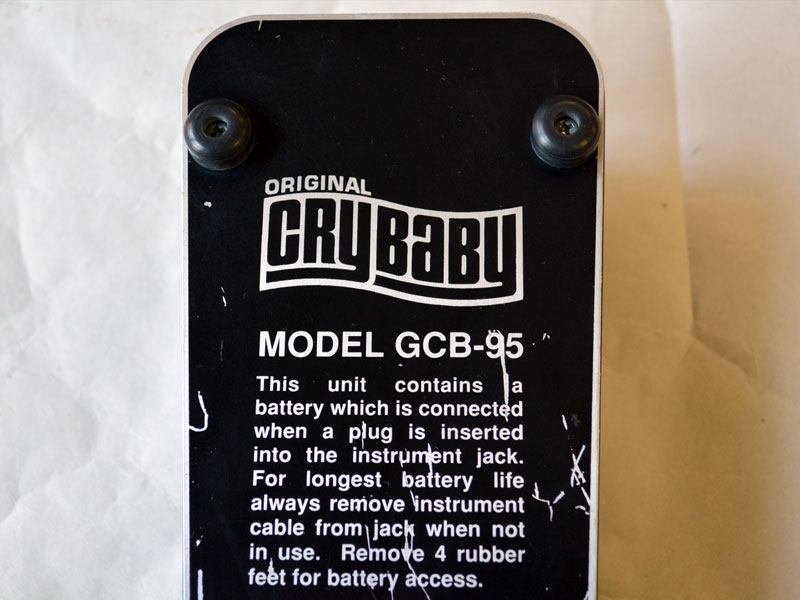 ORIGINAL
CRYBABY
MODEL GCB-95
This unit contains a
battery which is connected
when a plug is inserted
into the instrument jack.
For longest battery life
always remove instrument
cable from jack when not
in use. Remove 4 rubber
feet for battery access.